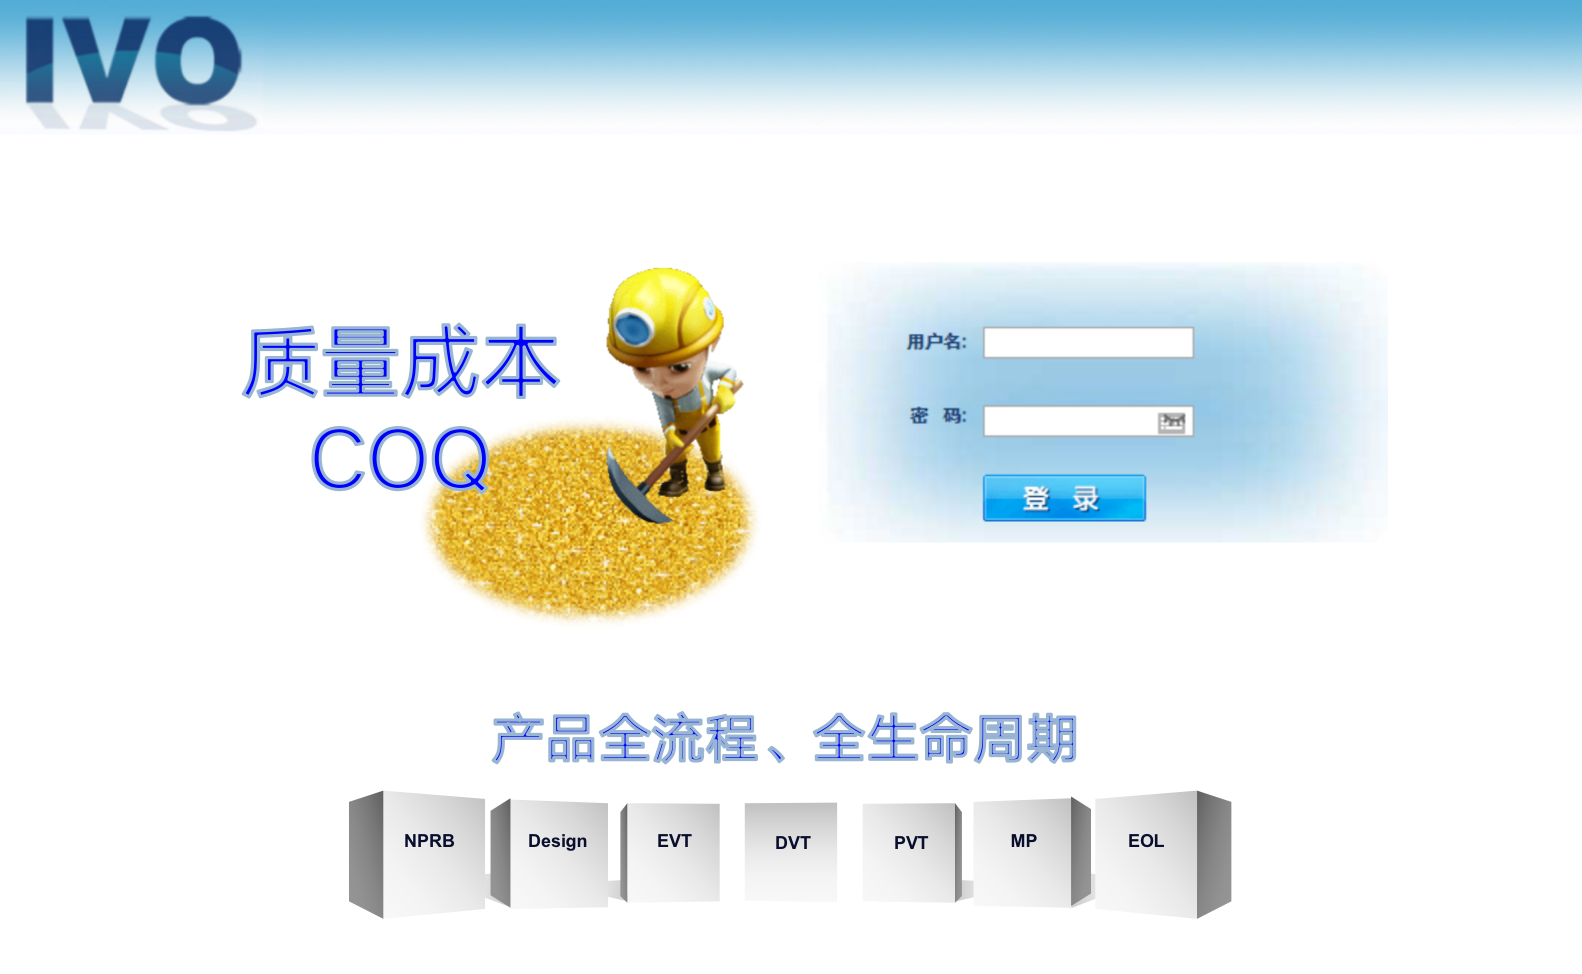 IVO
质量成本
COQ
用户名:
密 码:
登 录
产品全流程、全生命周期
NPRB
Design
EVT
DVT
PVT
MP
EOL